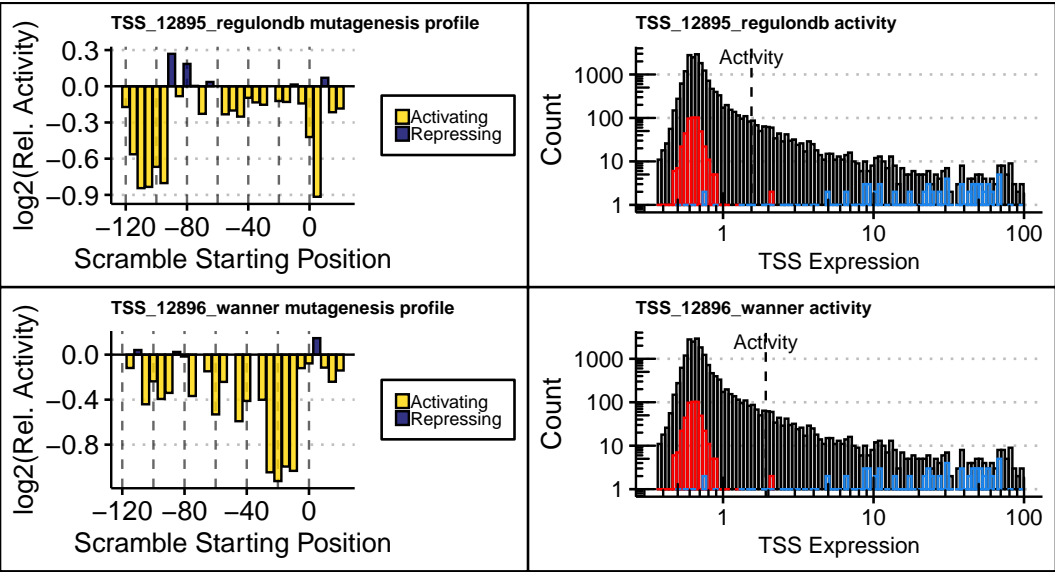 TSS_12895_regulondb mutagenesis profile
log2(Rel. Activity)
0.3
0.0
−0.3
−0.6
−0.9
−120
−80
−40
0
Scramble Starting Position
Activating
Repressing
TSS_12895_regulondb activity
Activity
Count
1000
100
10
1
1
10
100
TSS Expression
TSS_12896_wanner mutagenesis profile
log2(Rel. Activity)
0.0
−0.4
−0.8
−120
−80
−40
0
Scramble Starting Position
Activating
Repressing
TSS_12896_wanner activity
Activity
Count
1000
100
10
1
1
10
100
TSS Expression